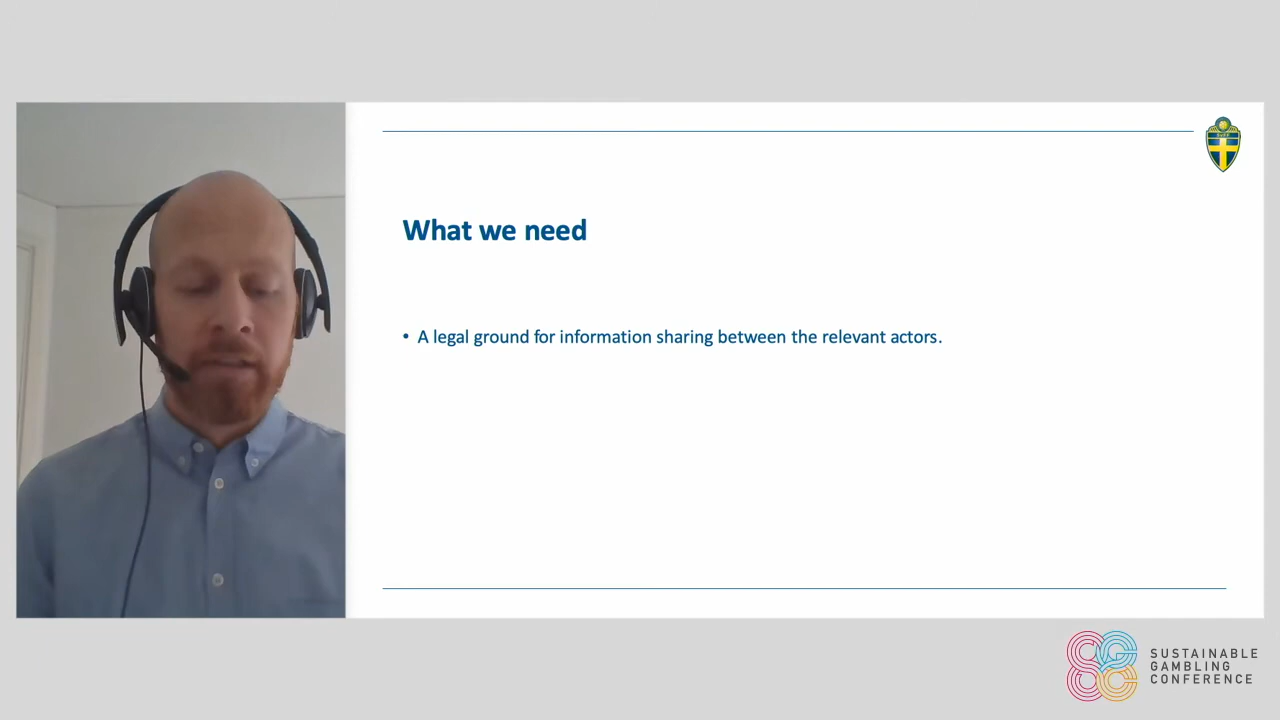 What we need
• A legal ground for information sharing between the relevant actors.
SUSTAINABLE
GAMBLING
CONFERENCE